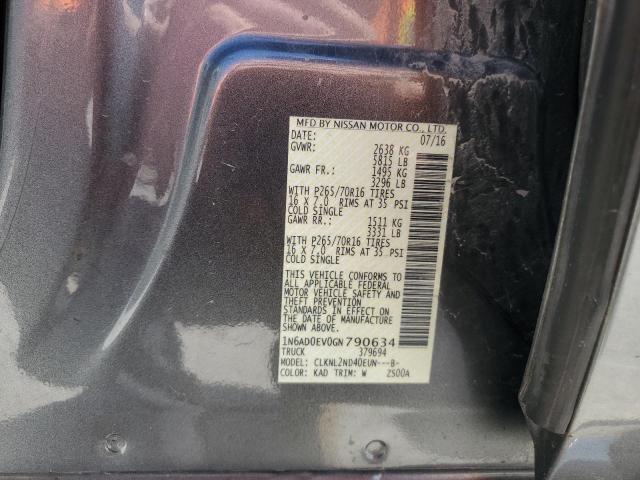 MFD BY NISSAN MOTOR CO., LTD.
DATE: 07/16
GVWR: 2638 KG
5815 LB
GAWR FR.: 1495 KG
3296 LB
WITH P265/70R16 TIRES
16 X 7.0 RIMS AT 35 PSI
COLD SINGLE
GAWR RR.: 1511 KG
3331 LB
WITH P265/70R16 TIRES
16 X 7.0 RIMS AT 35 PSI
COLD SINGLE
THIS VEHICLE CONFORMS TO
ALL APPLICABLE FEDERAL
MOTOR VEHICLE SAFETY AND
THEFT PREVENTION
STANDARDS IN EFFECT ON
THE DATE OF MANUFACTURE
SHOWN ABOVE.
1N6AD0EV0GN790634
TRUCK 379694
MODEL: CLKNL2ND40EUN---B-
COLOR: KAD TRIM: W ZS00A